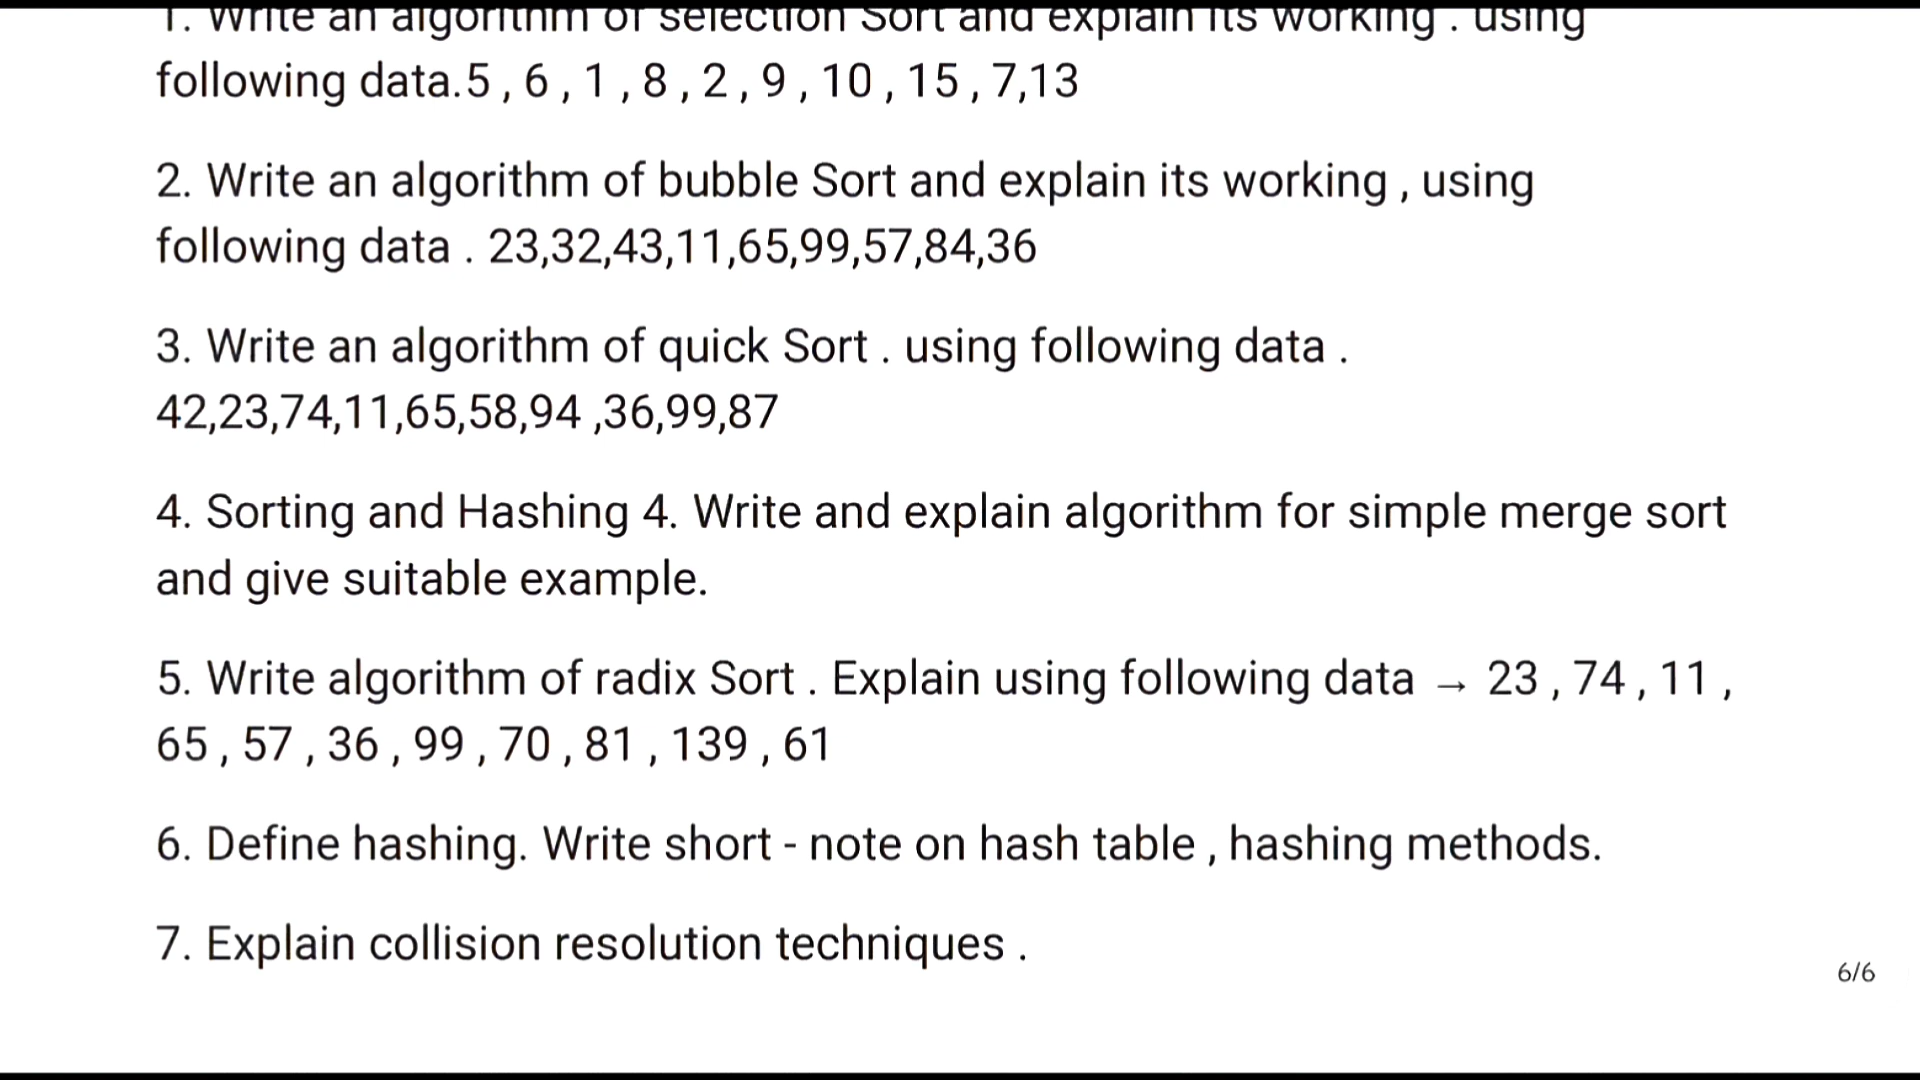 1. Write an algorithm of selection Sort and explain its working . using
following data.5 , 6 , 1 , 8 , 2 , 9 , 10 , 15 , 7,13
2. Write an algorithm of bubble Sort and explain its working , using
following data . 23,32,43,11,65,99,57,84,36
3. Write an algorithm of quick Sort . using following data .
42,23,74,11,65,58,94 ,36,99,87
4. Sorting and Hashing 4. Write and explain algorithm for simple merge sort
and give suitable example.
5. Write algorithm of radix Sort . Explain using following data → 23 , 74 , 11 ,
65 , 57 , 36 , 99 , 70 , 81 , 139 , 61
6. Define hashing. Write short - note on hash table , hashing methods.
7. Explain collision resolution techniques .
6/6